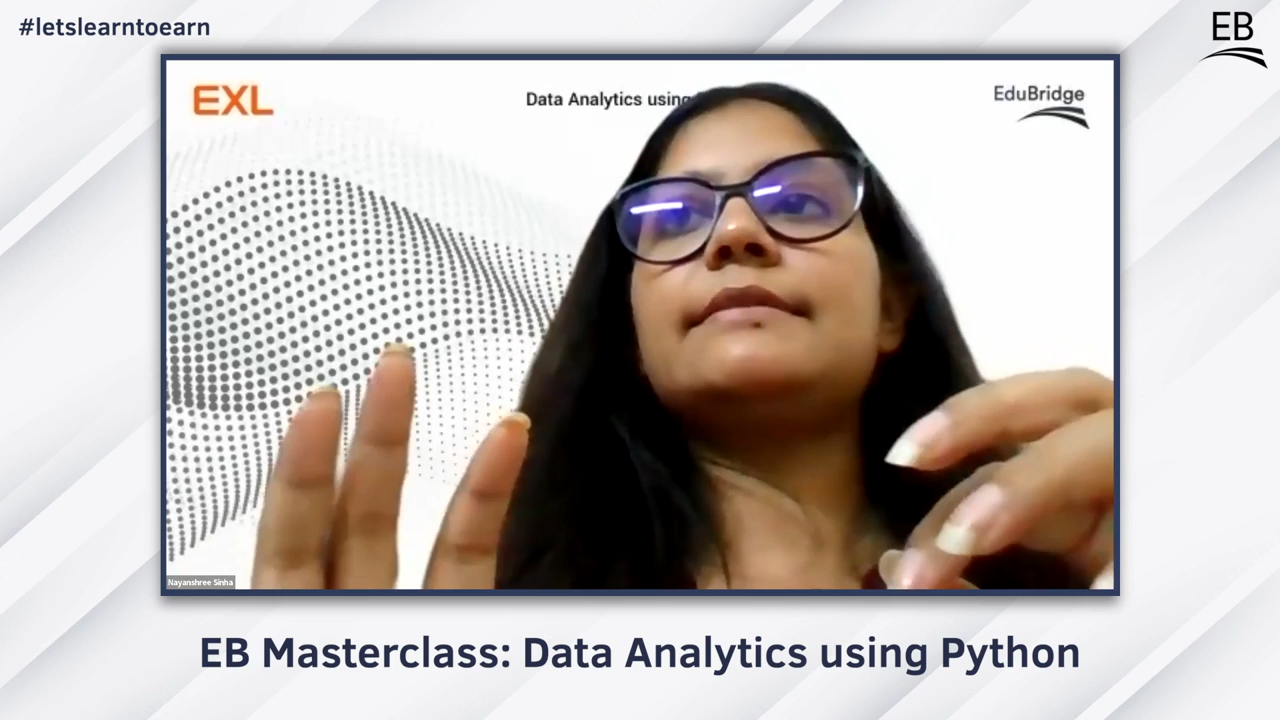 #letslearntoearn
EB
EXL
Data Analytics using
EduBridge
Nayanshree Sinha
EB Masterclass: Data Analytics using Python